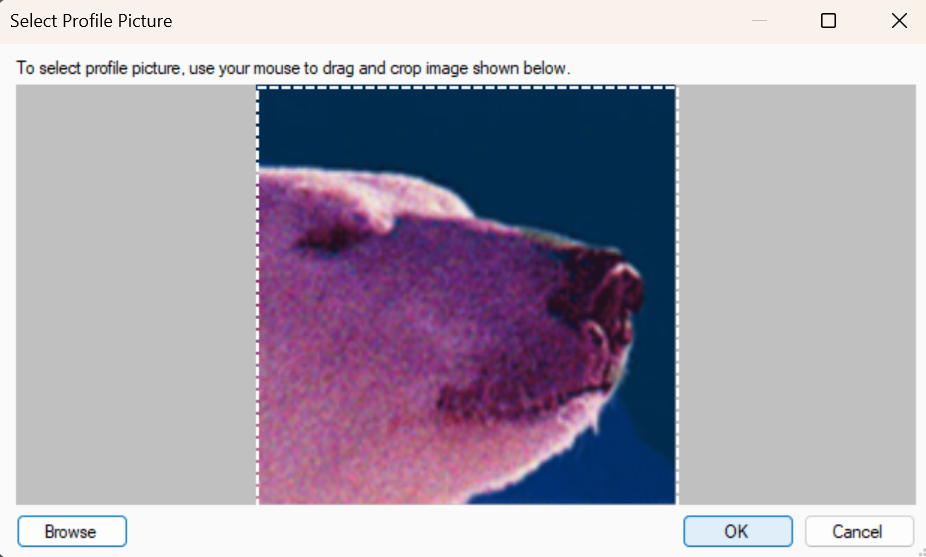 Select Profile Picture
To select profile picture, use your mouse to drag and crop image shown below.
Browse
OK
Cancel